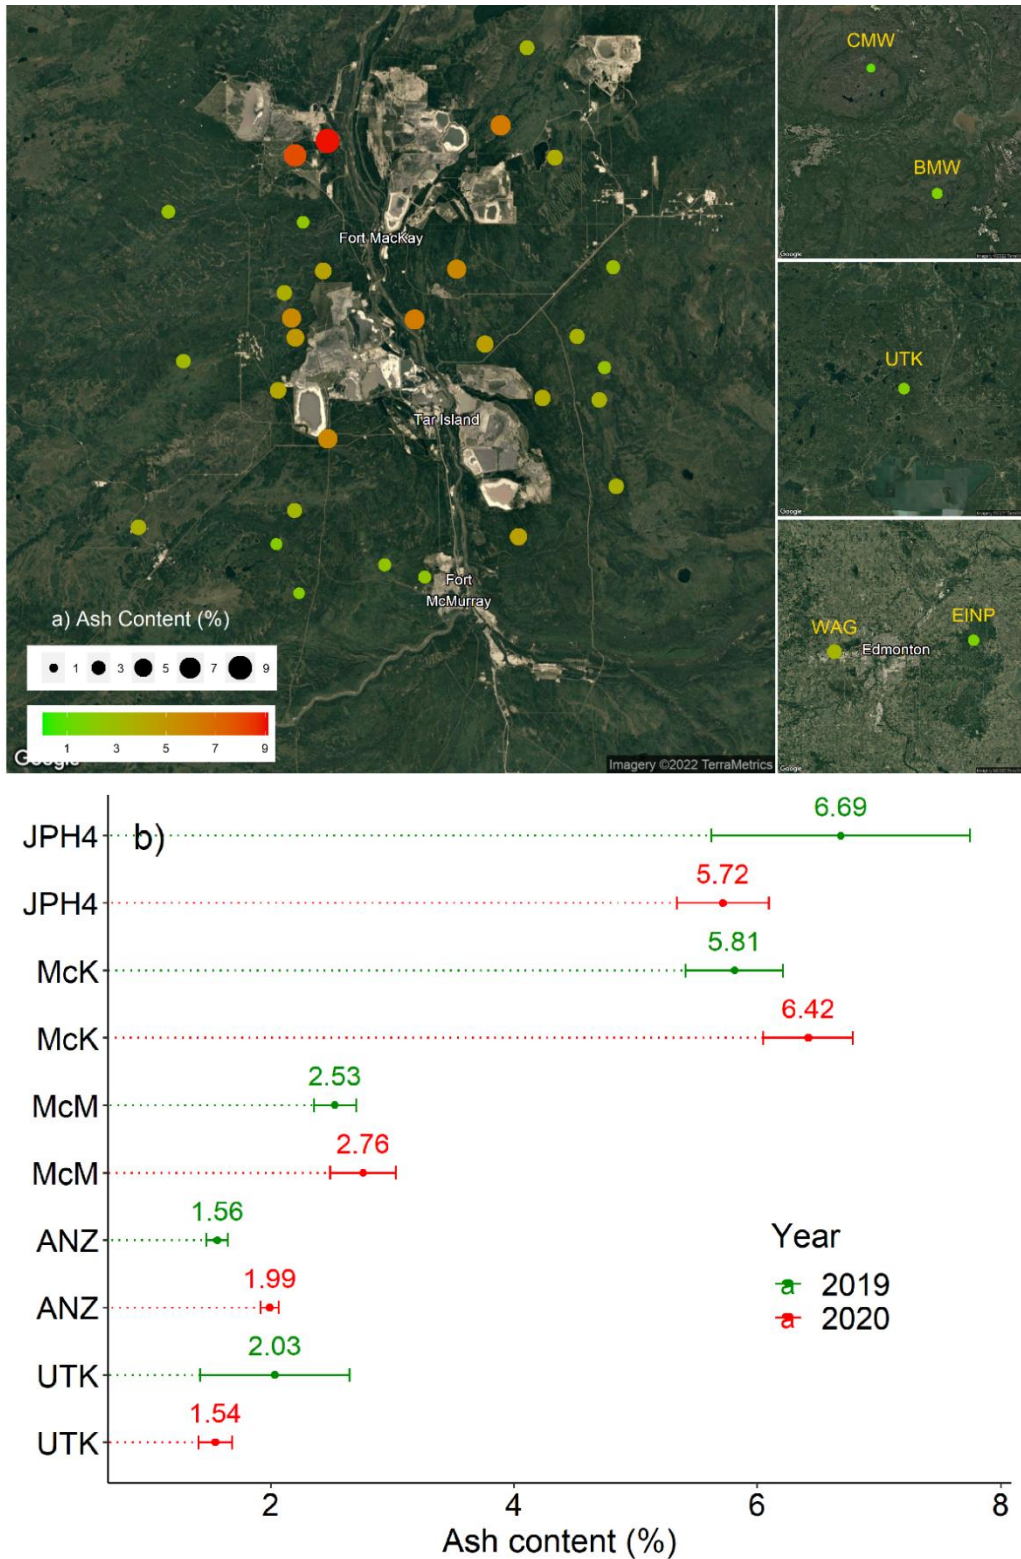 CMW
BMW
Fort MacKay
Google
UTK
Tar Island
Google
Fort
McMurray
a) Ash Content (%)
1 3 5 7 9
1 3 5 7 9
WAG
EINP
Edmonton
Google
Imagery ©2022 TerraMetrics
Google
b)
JPH4 6.69
JPH4 5.72
McK 5.81
McK 6.42
McM 2.53
McM 2.76
ANZ 1.56
ANZ 1.99
UTK 2.03
UTK 1.54
Year
a 2019
a 2020
2 4 6 8
Ash content (%)